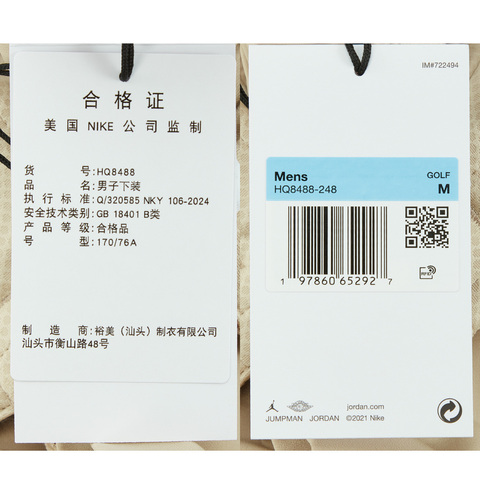 合格证
美国 NIKE 公司监制
货 号:HQ8488
品 名:男子下装
执行标准:Q/320585 NKY 106-2024
安全技术类别:GB 18401 B类
产品等级:合格品
号 型:170/76A
制 造 商:裕美（汕头）制衣有限公司
汕头市衡山路48号
IM#722494
Mens
GOLF
HQ8488-248
M
1 97860 65292 7
RFID
JUMPMAN
JORDAN
jordan.com
©2021 Nike